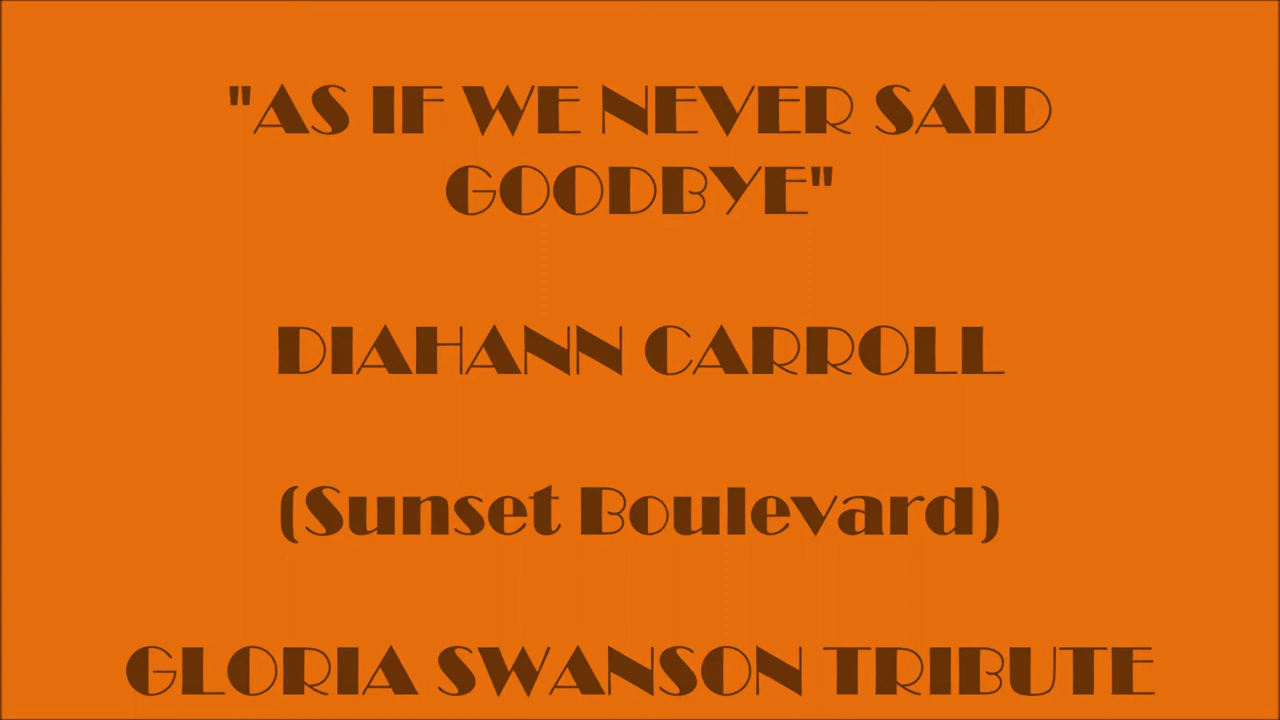 "AS IF WE NEVER SAID
GOODBYE"
DIAHANN CARROLL
(Sunset Boulevard)
GLORIA SWANSON TRIBUTE